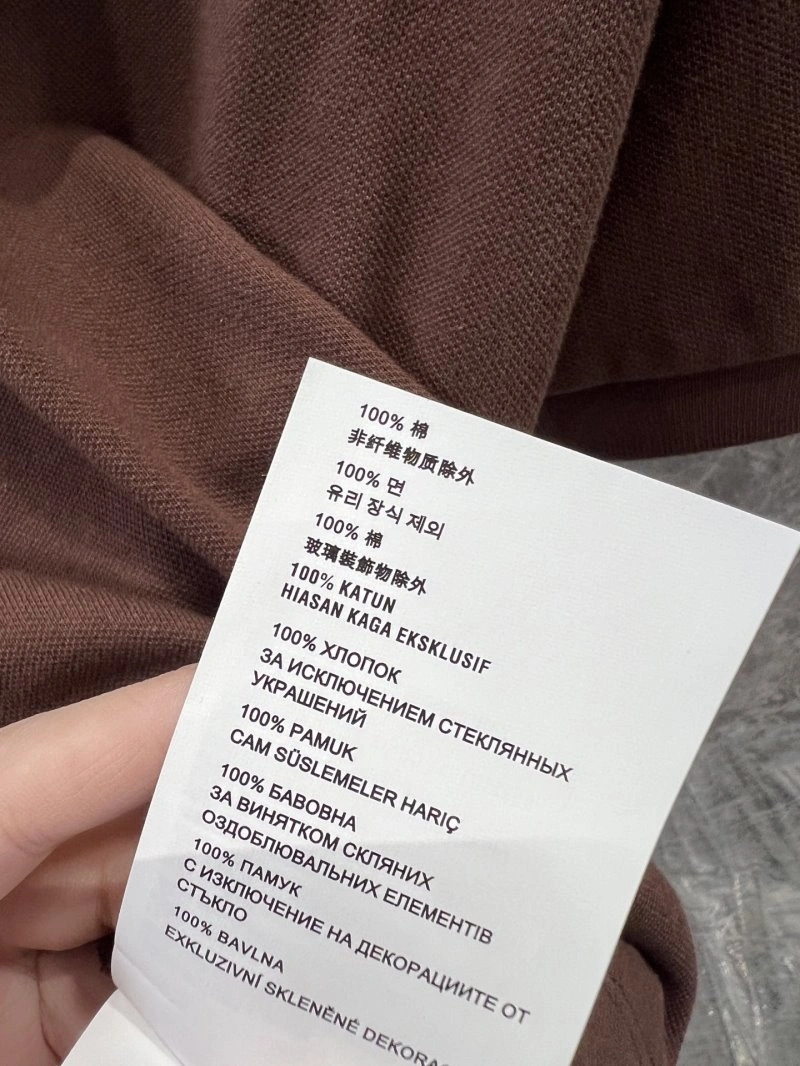 100% 棉
非纤维物质除外
100% 면
유리 장식 제외
100% 棉
玻璃裝飾物除外
100% KATUN
HIASAN KAGA EKSKLUSIF
100% ХЛОПОК
ЗА ИСКЛЮЧЕНИЕМ СТЕКЛЯННЫХ
УКРАШЕНИЙ
100% PAMUK
CAM SÜSLEMELER HARIÇ
100% БАВОВНА
ЗА ВИНЯТКОМ СКЛЯНИХ
ОЗДОБЛЮВАЛЬНИХ ЕЛЕМЕНТІВ
100% ПАМУК
С ИЗКЛЮЧЕНИЕ НА ДЕКОРАЦИИТЕ ОТ
СТЪКЛО
100% BAVLNA
EXKLUZIVNÍ SKLENĚNÉ